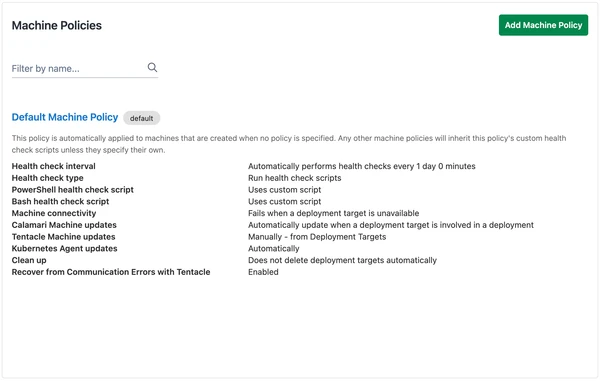 Machine Policies
Add Machine Policy
Filter by name...
Default Machine Policy default
This policy is automatically applied to machines that are created when no policy is specified. Any other machine policies will inherit this policy's custom health
check scripts unless they specify their own.
Health check interval Automatically performs health checks every 1 day 0 minutes
Health check type Run health check scripts
PowerShell health check script Uses custom script
Bash health check script Uses custom script
Machine connectivity Fails when a deployment target is unavailable
Calamari Machine updates Automatically update when a deployment target is involved in a deployment
Tentacle Machine updates Manually - from Deployment Targets
Kubernetes Agent updates Automatically
Clean up Does not delete deployment targets automatically
Recover from Communication Errors with Tentacle Enabled